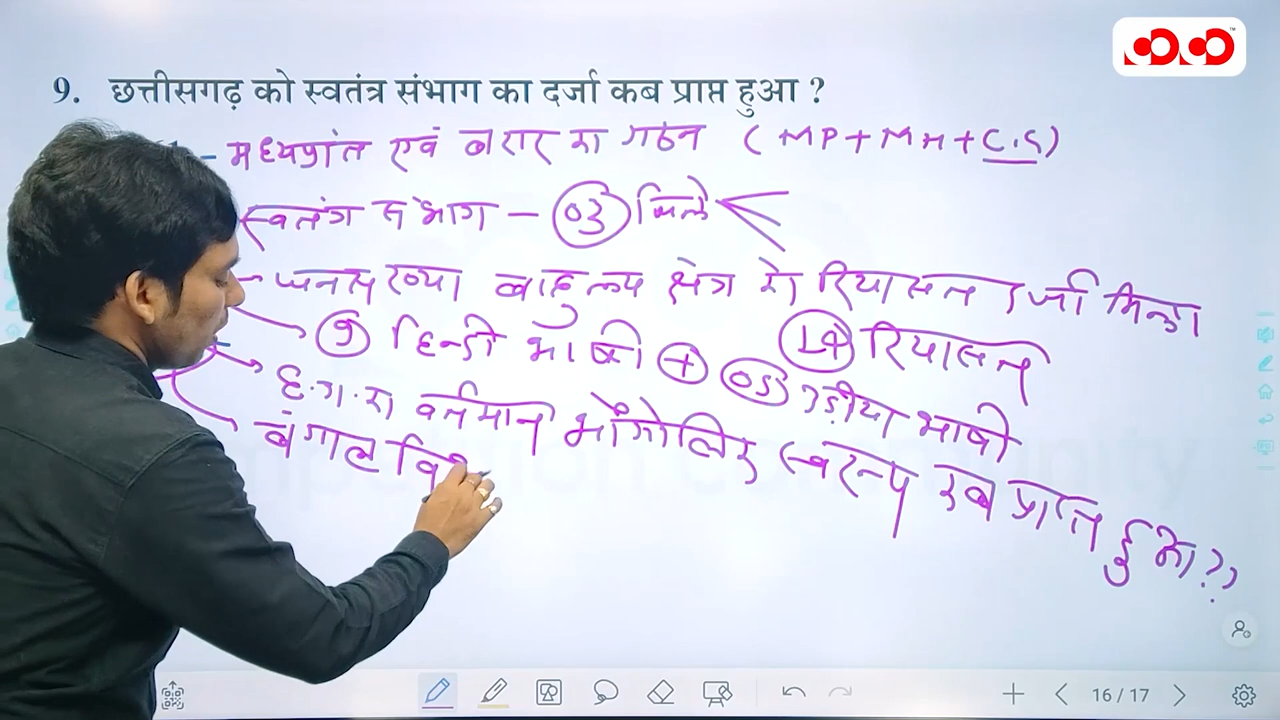 9. छत्तीसगढ़ को स्वतंत्र संभाग का दर्जा कब प्राप्त हुआ ?
– मध्यप्रांत एवं बरार का गठन ( MP + MH + C.G )
स्वतंत्र संभाग – 03 जिले
जनसंख्या बाहुल्य क्षेत्र को रियासत दर्जा मिला
9 हिन्दी भाषी + 05 उड़ीया भाषी
14 रियासत
छ.ग. का वर्तमान भौगोलिक स्वरूप कब प्राप्त हुआ ??
बंगाल
16 / 17